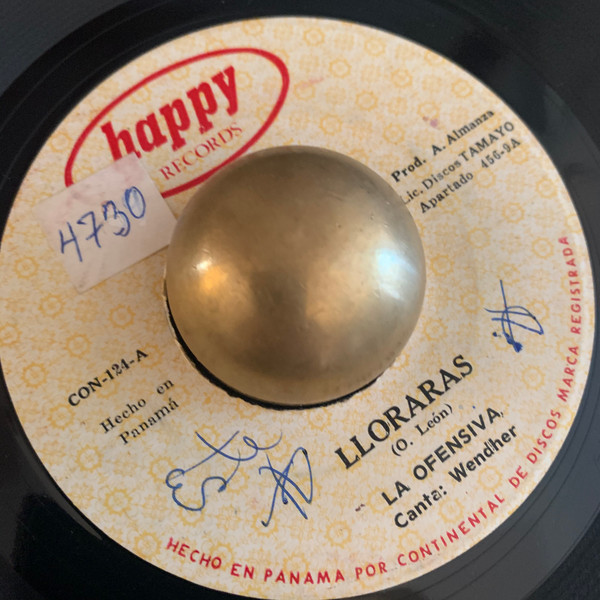 happy
RECORDS
4730
Prod. A. Almanza
Lic. Discos TAMAYO
Apartado 456-9A
CON-124-A
Hecho en
Panamá
LLORARAS
(O. León)
LA OFENSIVA,
Canta: Wendher
HECHO EN PANAMA POR CONTINENTAL DE DISCOS MARCA REGISTRADA